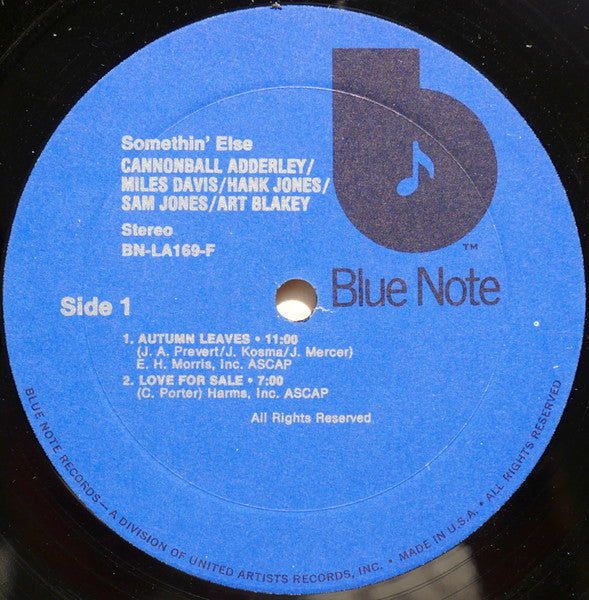 Somethin' Else
CANNONBALL ADDERLEY/
MILES DAVIS/HANK JONES/
SAM JONES/ART BLAKEY
Stereo
BN-LA169-F
TM
Blue Note
Side 1
1. AUTUMN LEAVES • 11:00
(J. A. Prevert/J. Kosma/J. Mercer)
E. H. Morris, Inc. ASCAP
2. LOVE FOR SALE • 7:00
(C. Porter) Harms, Inc. ASCAP
All Rights Reserved
BLUE NOTE RECORDS—A DIVISION OF UNITED ARTISTS RECORDS, INC. • MADE IN U.S.A. • ALL RIGHTS RESERVED